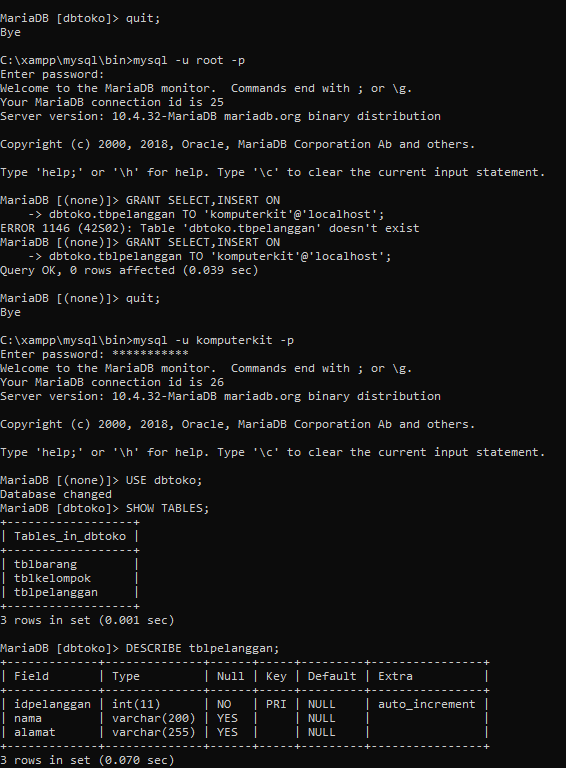 MariaDB [dbtoko]> quit;
Bye
C:\xampp\mysql\bin>mysql -u root -p
Enter password:
Welcome to the MariaDB monitor.  Commands end with ; or \g.
Your MariaDB connection id is 25
Server version: 10.4.32-MariaDB mariadb.org binary distribution
Copyright (c) 2000, 2018, Oracle, MariaDB Corporation Ab and others.
Type 'help;' or '\h' for help. Type '\c' to clear the current input statement.
MariaDB [(none)]> GRANT SELECT,INSERT ON
    -> dbtoko.tbpelanggan TO 'komputerkit'@'localhost';
ERROR 1146 (42S02): Table 'dbtoko.tbpelanggan' doesn't exist
MariaDB [(none)]> GRANT SELECT,INSERT ON
    -> dbtoko.tblpelanggan TO 'komputerkit'@'localhost';
Query OK, 0 rows affected (0.039 sec)
MariaDB [(none)]> quit;
Bye
C:\xampp\mysql\bin>mysql -u komputerkit -p
Enter password: ***********
Welcome to the MariaDB monitor.  Commands end with ; or \g.
Your MariaDB connection id is 26
Server version: 10.4.32-MariaDB mariadb.org binary distribution
Copyright (c) 2000, 2018, Oracle, MariaDB Corporation Ab and others.
Type 'help;' or '\h' for help. Type '\c' to clear the current input statement.
MariaDB [(none)]> USE dbtoko;
Database changed
MariaDB [dbtoko]> SHOW TABLES;
+------------------+
| Tables_in_dbtoko |
+------------------+
| tblbarang        |
| tblkelompok      |
| tblpelanggan     |
+------------------+
3 rows in set (0.001 sec)
MariaDB [dbtoko]> DESCRIBE tblpelanggan;
+-------------+--------------+------+-----+---------+----------------+
| Field       | Type         | Null | Key | Default | Extra          |
+-------------+--------------+------+-----+---------+----------------+
| idpelanggan | int(11)      | NO   | PRI | NULL    | auto_increment |
| nama        | varchar(200) | YES  |     | NULL    |                |
| alamat      | varchar(255) | YES  |     | NULL    |                |
+-------------+--------------+------+-----+---------+----------------+
3 rows in set (0.070 sec)